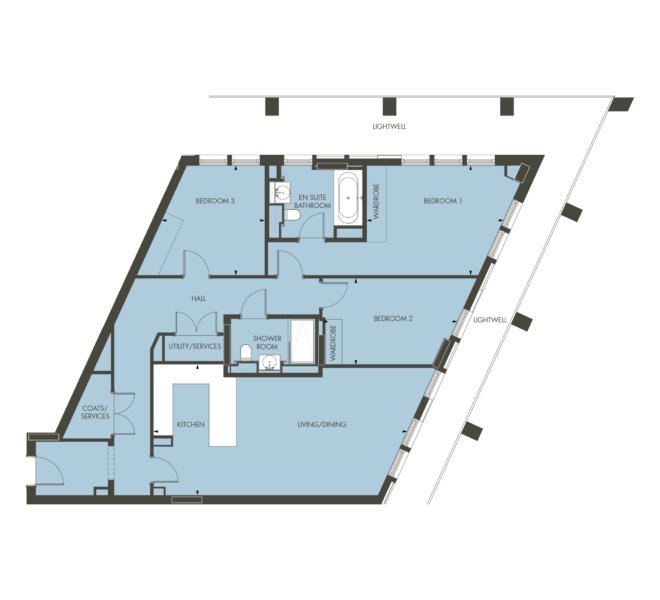 LIGHTWELL
BEDROOM 3
EN SUITE
BATHROOM
WARDROBE
BEDROOM 1
HALL
BEDROOM 2
LIGHTWELL
UTILITY/SERVICES
SHOWER
ROOM
WARDROBE
COATS/
SERVICES
KITCHEN
LIVING/DINING